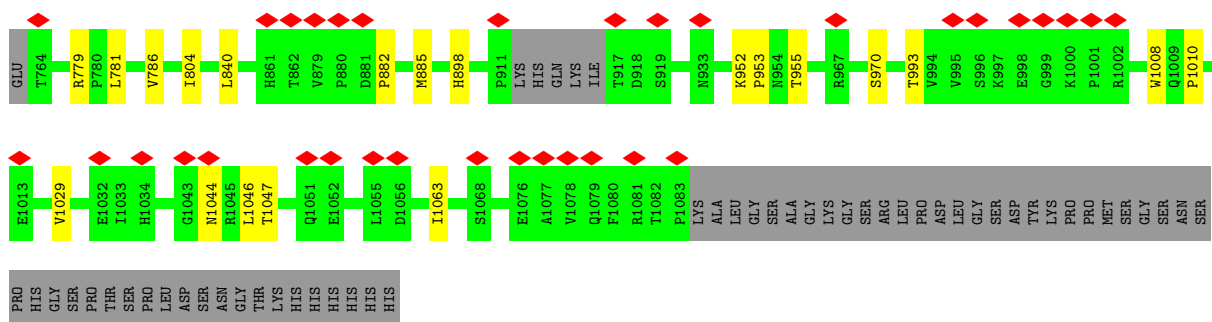 GLU T764 R779 P780 L781 V786 I804 L840 H861 T862 V879 P880 D881 P882 M885 H898 P911 LYS HIS GLN LYS ILE T917 D918 S919 N933 K952 P953 N954 T955 R967 S970 T993 V994 V995 S996 K997 E998 G999 K1000 P1001 R1002 W1008 Q1009 P1010
E1013 V1029 E1032 I1033 H1034 G1043 N1044 R1045 L1046 T1047 Q1051 E1052 L1055 D1056 I1063 S1068 E1076 A1077 V1078 Q1079 F1080 R1081 T1082 P1083 LYS ALA LEU GLY SER ALA GLY LYS GLY SER ARG LEU PRO ASP LEU GLY SER ASP TYR LYS PRO PRO MET SER GLY SER ASN SER
PRO HIS GLY SER PRO THR SER PRO LEU ASP SER ASN GLY THR LYS HIS HIS HIS HIS HIS HIS